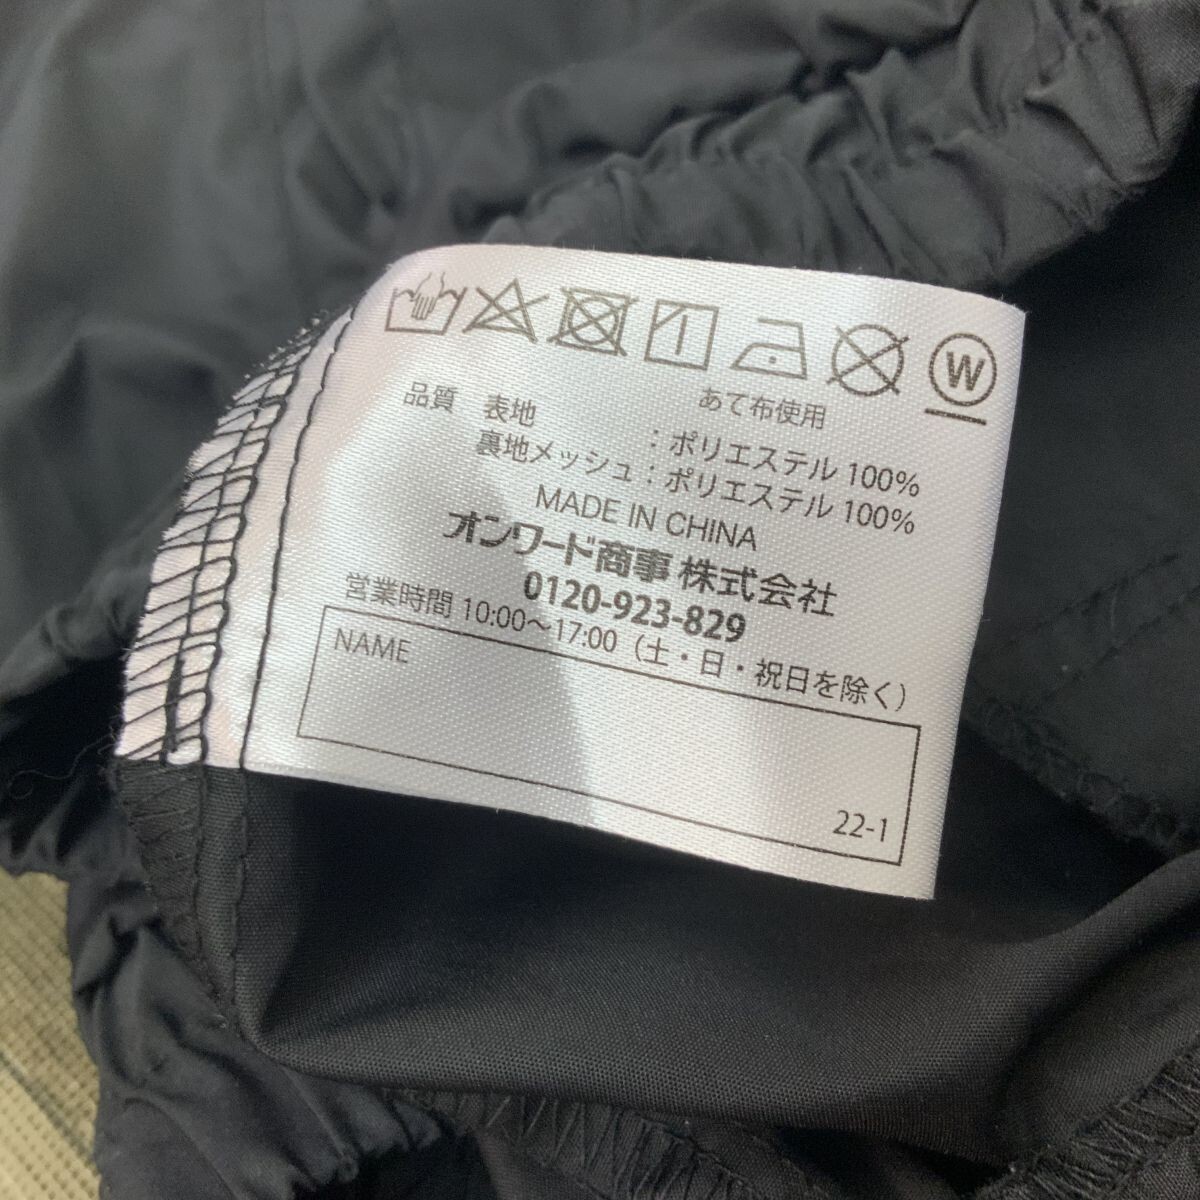 W
あて布使用
品質 表地 : ポリエステル 100%
裏地メッシュ : ポリエステル 100%
MADE IN CHINA
オンワード商事 株式会社
0120-923-829
営業時間 10:00~17:00 (土・日・祝日を除く)
NAME
22-1